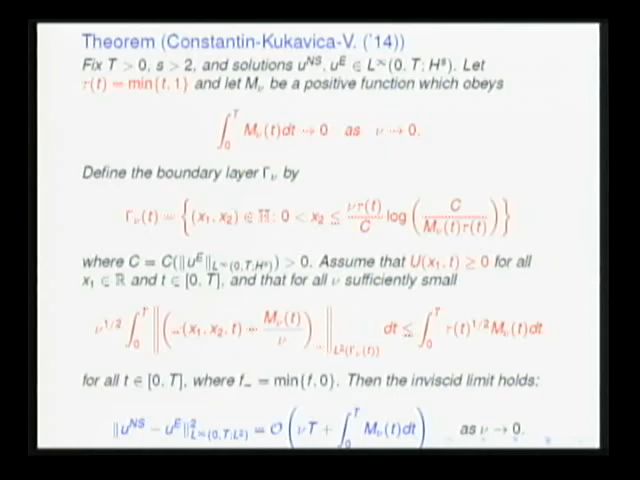 Theorem (Constantin-Kukavica-V. ('14))
Fix T > 0, s > 2, and solutions u^NS, u^E ∈ L^∞(0, T; H^s). Let
r(t) = min{t, 1} and let M_ν be a positive function which obeys
∫_0^T M_ν(t)dt → 0 as ν → 0.
Define the boundary layer Γ_ν by
Γ_ν(t) = { (x_1, x_2) ∈ ℍ : 0 < x_2 ≤ νr(t)/C log ( C / M_ν(t)r(t) ) }
where C = C(‖u^E‖_L^∞(0,T;H^s)) > 0. Assume that U(x_1, t) ≥ 0 for all
x_1 ∈ ℝ and t ∈ [0, T], and that for all ν sufficiently small
ν^1/2 ∫_0^T ‖ ( (x_1, x_2, t) + M_ν(t)/ν )_- ‖_L^2(Γ_ν(t)) dt ≤ ∫_0^T r(t)^1/2 M_ν(t)dt
for all t ∈ [0, T], where f_- = min{f, 0}. Then the inviscid limit holds:
‖u^NS − u^E‖^2_L^∞(0,T;L^2) = O ( νT + ∫_0^T M_ν(t)dt ) as ν → 0.